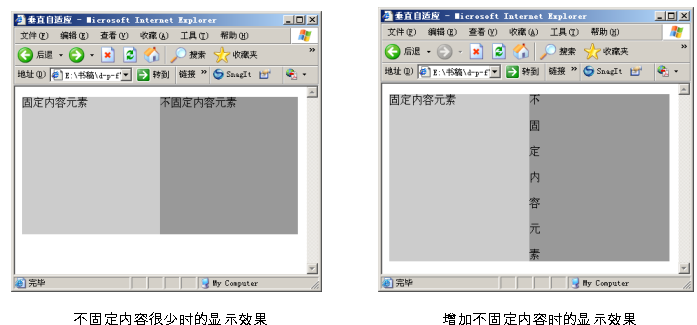 垂直自适应 - Microsoft Internet Explorer
文件(F) 编辑(E) 查看(V) 收藏(A) 工具(T) 帮助(H)
后退 搜索 收藏夹 »
地址(D) E:\书稿\d-p-f\ 转到 链接 » SnagIt
固定内容元素 不固定内容元素
完毕 My Computer
不固定内容很少时的显示效果
垂直自适应 - Microsoft Internet Explorer
文件(F) 编辑(E) 查看(V) 收藏(A) 工具(T) 帮助(H)
后退 搜索 收藏夹 »
地址(D) E:\书稿\d-p-f\ 转到 链接 » SnagIt
固定内容元素 不
固
定
内
容
元
素
完毕 My Computer
增加不固定内容时的显示效果